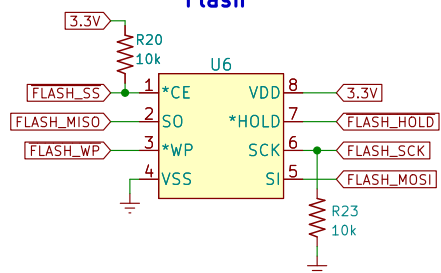 Flash
3.3V
R20
10k
U6
FLASH_SS 1 *CE VDD 8 3.3V
FLASH_MISO 2 SO *HOLD 7 FLASH_HOLD
FLASH_WP 3 *WP SCK 6 FLASH_SCK
4 VSS SI 5 FLASH_MOSI
R23
10k